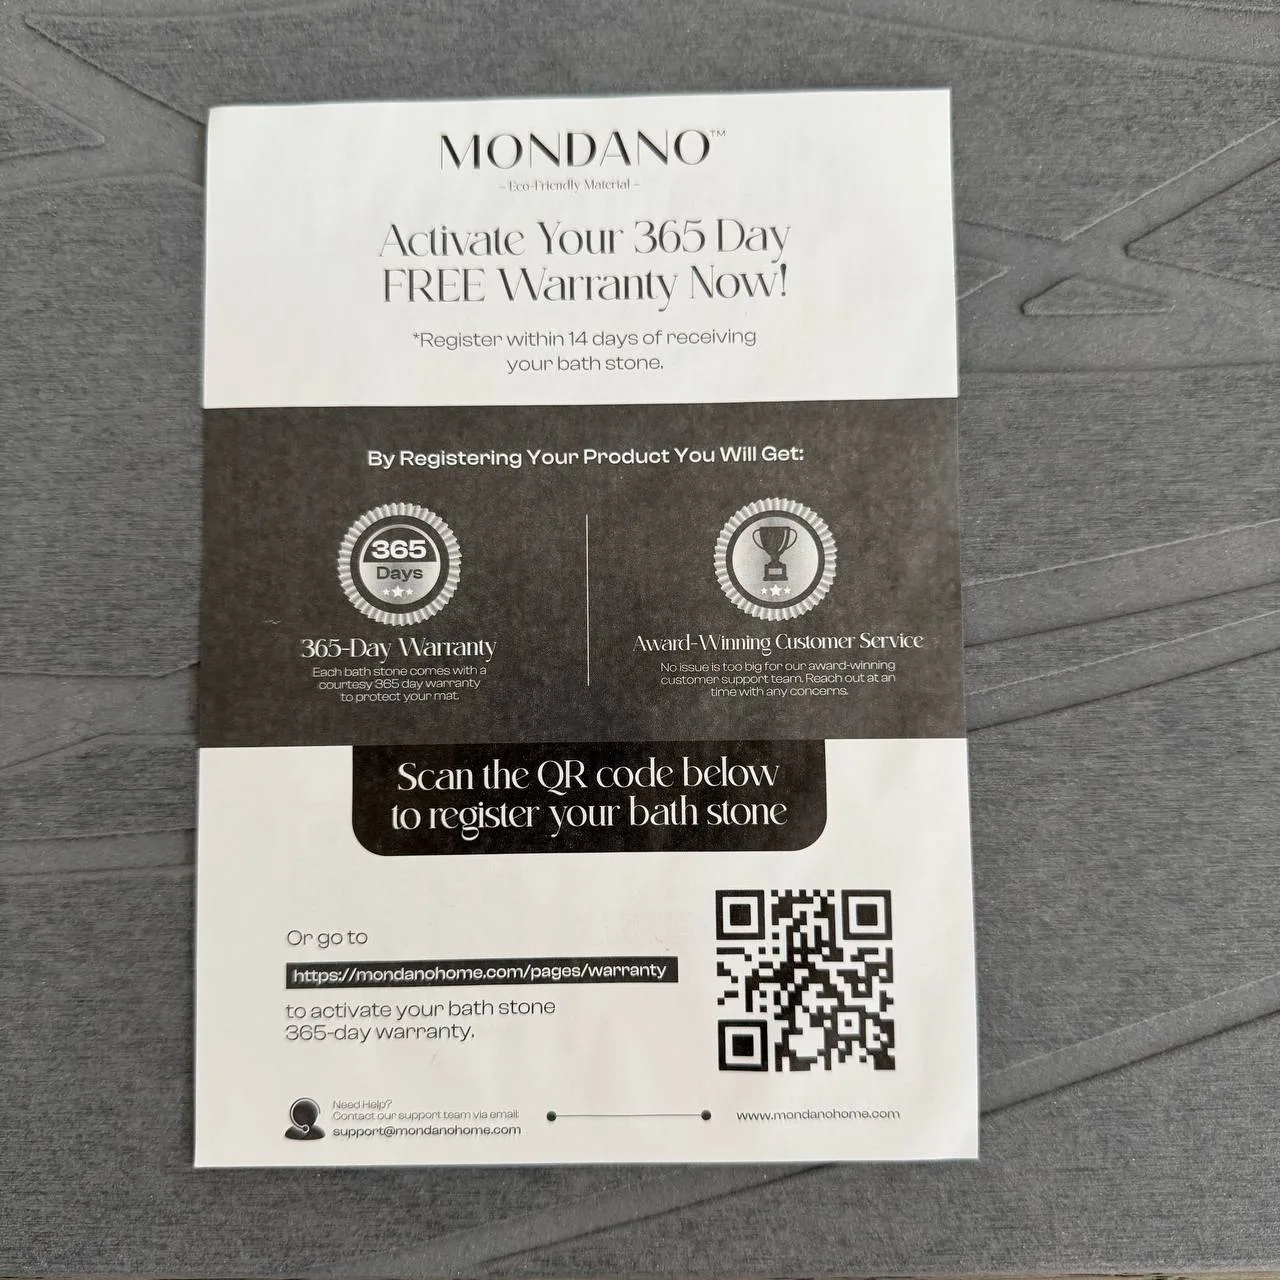 MONDANO™
- Eco-Friendly Material -
Activate Your 365 Day
FREE Warranty Now!
*Register within 14 days of receiving
your bath stone.
By Registering Your Product You Will Get:
365
Days
365-Day Warranty
Each bath stone comes with a
courtesy 365 day warranty
to protect your mat.
Award-Winning Customer Service
No issue is too big for our award-winning
customer support team. Reach out at an
time with any concerns.
Scan the QR code below
to register your bath stone
Or go to
https://mondanohome.com/pages/warranty
to activate your bath stone
365-day warranty.
Need Help?
Contact our support team via email:
support@mondanohome.com
www.mondanohome.com